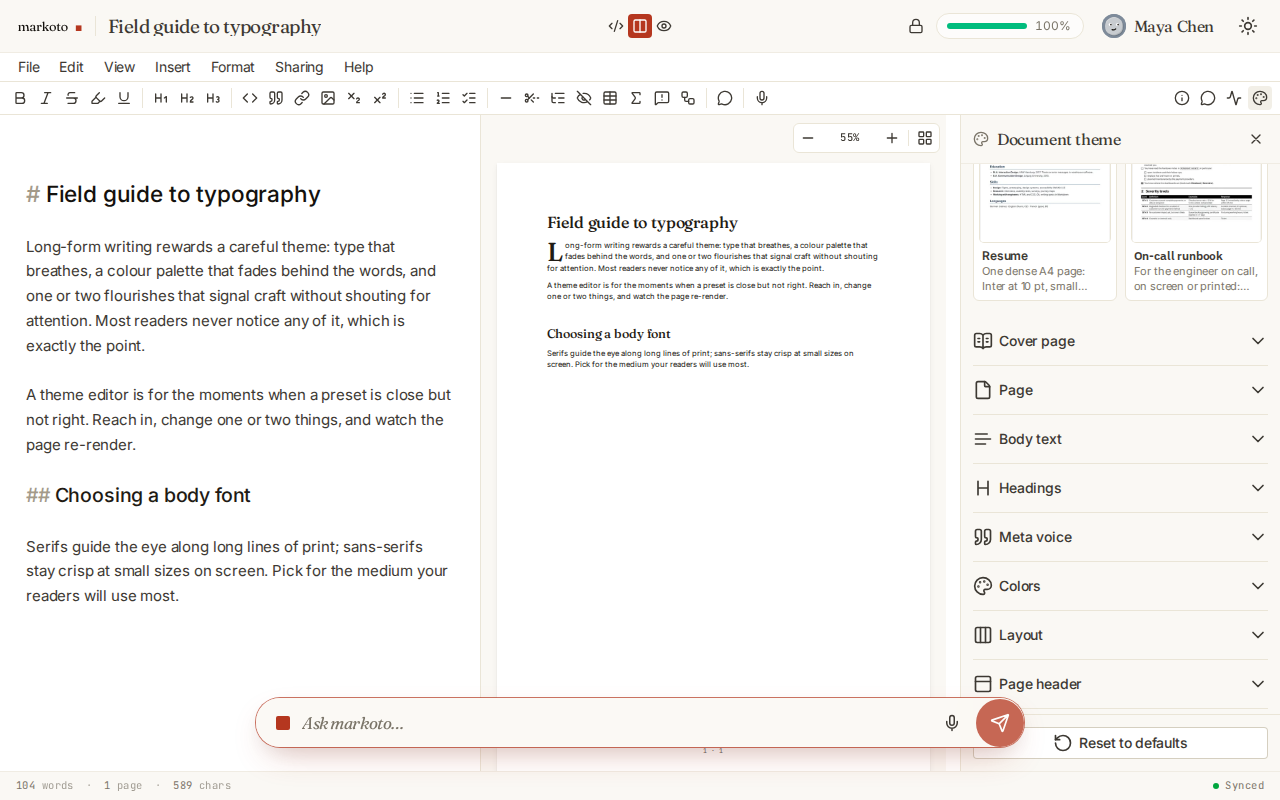 markoto
Field guide to typography
100%
Maya Chen
File Edit View Insert Format Sharing Help
H1 H2 H3
55%
Document theme
# Field guide to typography
Long-form writing rewards a careful theme: type that
breathes, a colour palette that fades behind the words, and
one or two flourishes that signal craft without shouting for
attention. Most readers never notice any of it, which is
exactly the point.
A theme editor is for the moments when a preset is close but
not right. Reach in, change one or two things, and watch the
page re-render.
## Choosing a body font
Serifs guide the eye along long lines of print; sans-serifs
stay crisp at small sizes on screen. Pick for the medium your
readers will use most.
Field guide to typography
Long-form writing rewards a careful theme: type that breathes, a colour palette that
fades behind the words, and one or two flourishes that signal craft without shouting
for attention. Most readers never notice any of it, which is exactly the point.
A theme editor is for the moments when a preset is close but not right. Reach in, change
one or two things, and watch the page re-render.
Choosing a body font
Serifs guide the eye along long lines of print; sans-serifs stay crisp at small sizes on
screen. Pick for the medium your readers will use most.
1 · 1
Resume
One dense A4 page:
Inter at 10 pt, small...
On-call runbook
For the engineer on call,
on screen or printed:...
Cover page
Page
Body text
Headings
Meta voice
Colors
Layout
Page header
Reset to defaults
Ask markoto...
104 words · 1 page · 589 chars
Synced